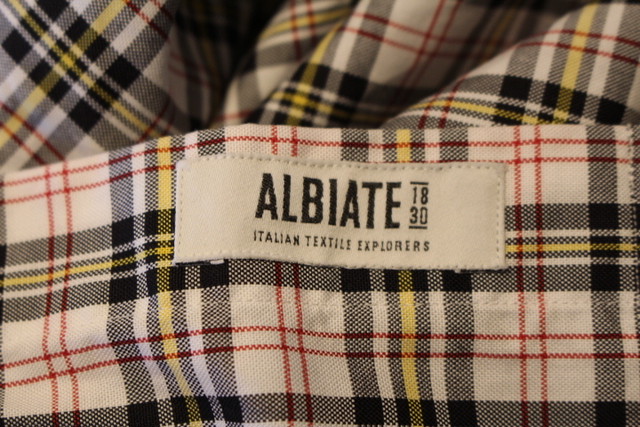 ALBIATE 18
30
ITALIAN TEXTILE EXPLORERS